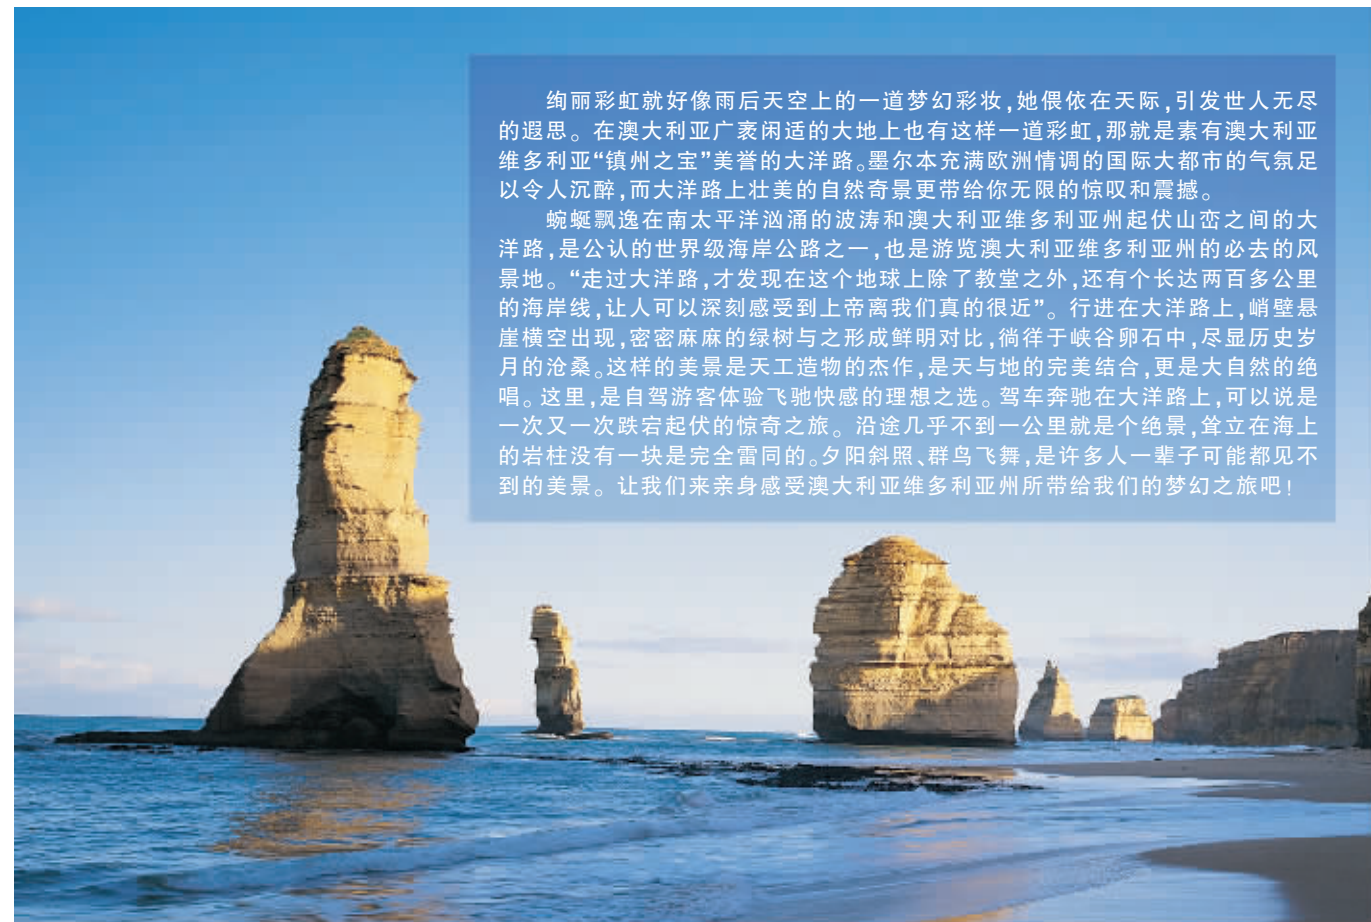 绚丽彩虹就好像雨后天空上的一道梦幻彩妆,她偎依在天际,引发世人无尽
的遐思。在澳大利亚广袤闲适的大地上也有这样一道彩虹,那就是素有澳大利亚
维多利亚“镇州之宝”美誉的大洋路。墨尔本充满欧洲情调的国际大都市的气氛足
以令人沉醉,而大洋路上壮美的自然奇景更带给你无限的惊叹和震撼。
蜿蜒飘逸在南太平洋汹涌的波涛和澳大利亚维多利亚州起伏山峦之间的大
洋路,是公认的世界级海岸公路之一,也是游览澳大利亚维多利亚州的必去的风
景地。“走过大洋路,才发现在这个地球上除了教堂之外,还有个长达两百多公里
的海岸线,让人可以深刻感受到上帝离我们真的很近”。行进在大洋路上,峭壁悬
崖横空出现,密密麻麻的绿树与之形成鲜明对比,徜徉于峡谷卵石中,尽显历史岁
月的沧桑。这样的美景是天工造物的杰作,是天与地的完美结合,更是大自然的绝
唱。这里,是自驾游客体验飞驰快感的理想之选。驾车奔驰在大洋路上,可以说是
一次又一次跌宕起伏的惊奇之旅。沿途几乎不到一公里就是个绝景,耸立在海上
的岩柱没有一块是完全雷同的。夕阳斜照、群鸟飞舞,是许多人一辈子可能都见不
到的美景。让我们来亲身感受澳大利亚维多利亚州所带给我们的梦幻之旅吧!